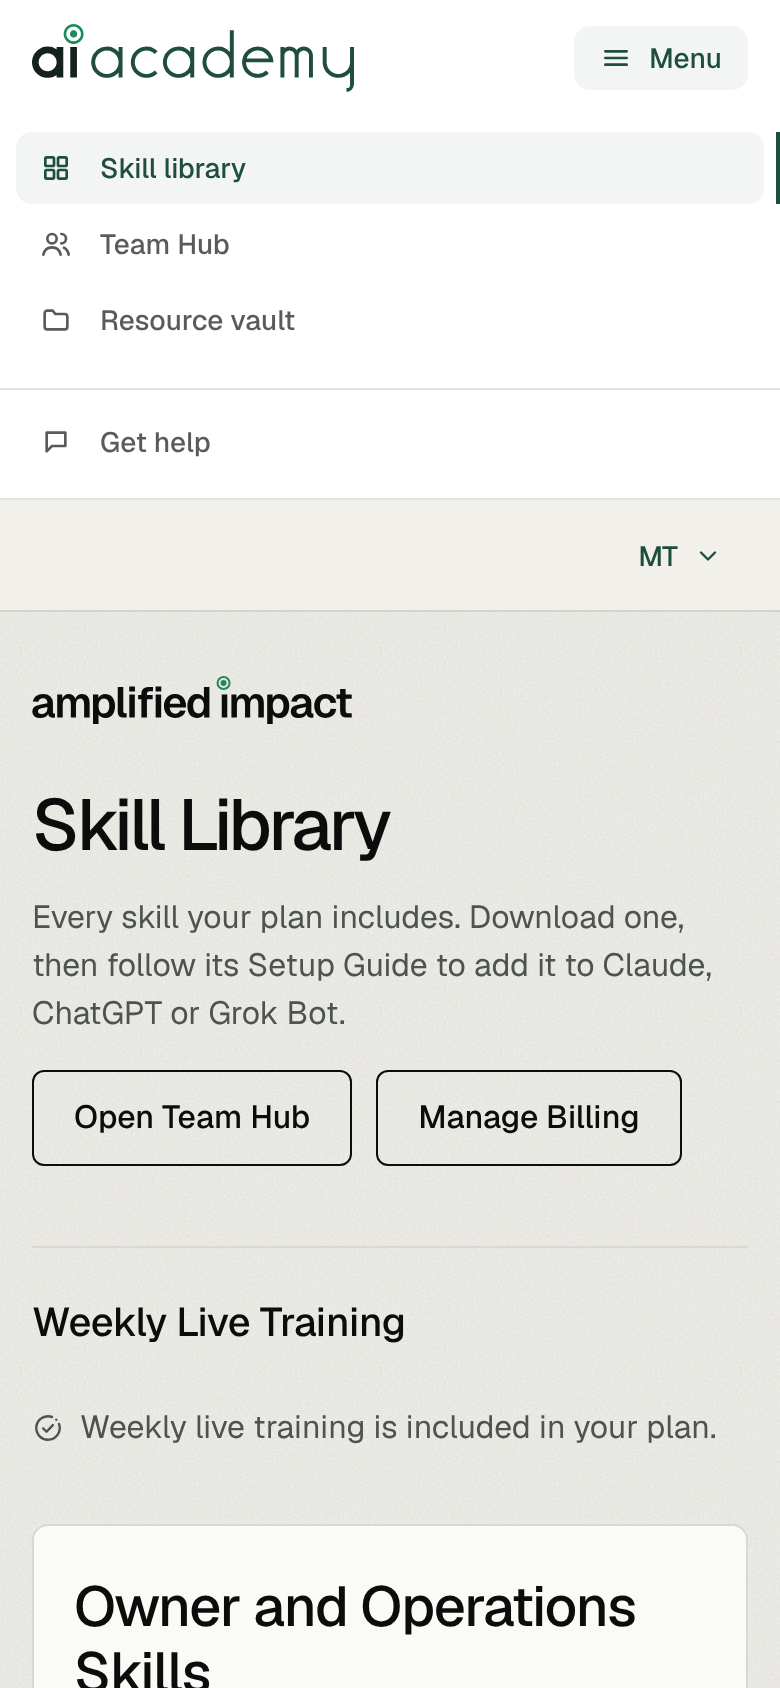 ai academy
Menu
Skill library
Team Hub
Resource vault
Get help
MT
amplified impact
Skill Library
Every skill your plan includes. Download one,
then follow its Setup Guide to add it to Claude,
ChatGPT or Grok Bot.
Open Team Hub
Manage Billing
Weekly Live Training
Weekly live training is included in your plan.
Owner and Operations
Skills